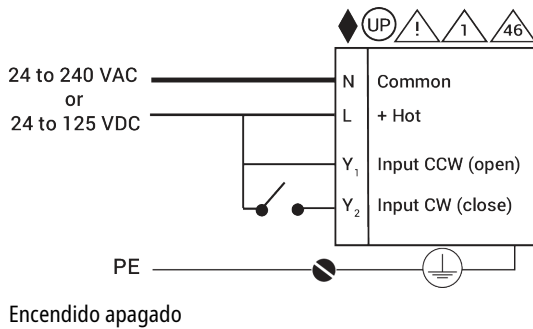 UP ! 1 46
24 to 240 VAC
or
24 to 125 VDC
N Common
L + Hot
Y1 Input CCW (open)
Y2 Input CW (close)
PE
Encendido apagado